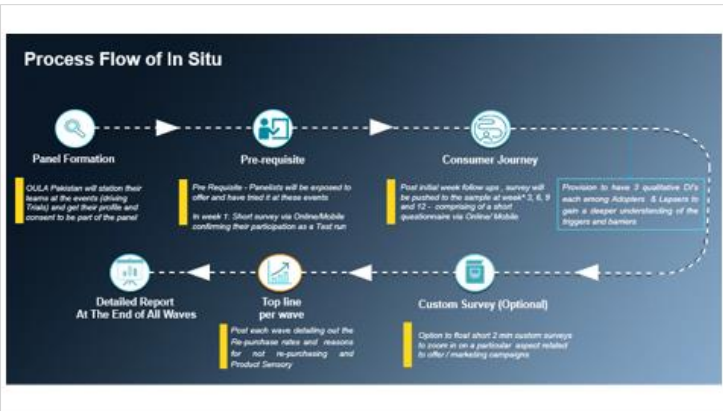 Process Flow of In Situ
Panel Formation
OULA Pakistan will station their
teams at the events (driving
Trials) and get their profile and
consent to be part of the panel
Pre-requisite
Pre Requisite - Panelists will be exposed to
offer and have tried it at these events
In week 1: Short survey via Online/Mobile
confirming their participation as a Test run
Consumer Journey
Post initial week follow ups , survey will
be pushed to the sample at week* 3, 6, 9
and 12 - comprising of a short
questionnaire via Online/ Mobile
Provision to have 3 qualitative DI's
each among Adopters & Lapsers to
gain a deeper understanding of the
triggers and barriers
Detailed Report
At The End of All Waves
Top line
per wave
Post each wave detailing out the
Re-purchase rates and reasons
for not re-purchasing and
Product Sensory
Custom Survey (Optional)
Option to float short 2 min custom surveys
to zoom in on a particular aspect related
to offer / marketing campaigns